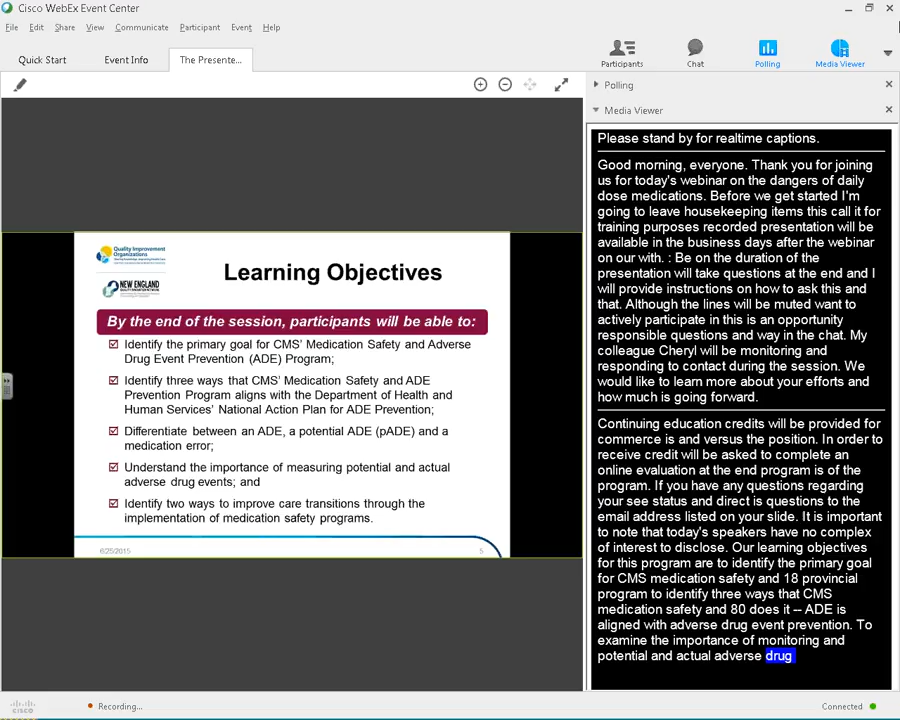 Cisco WebEx Event Center
File Edit Share View Communicate Participant Event Help
Quick Start Event Info The Presente...
Participants Chat Polling Media Viewer
Polling
Media Viewer
Quality Improvement
Organizations
NEW ENGLAND
Learning Objectives
By the end of the session, participants will be able to:
Identify the primary goal for CMS' Medication Safety and Adverse
Drug Event Prevention (ADE) Program;
Identify three ways that CMS' Medication Safety and ADE
Prevention Program aligns with the Department of Health and
Human Services' National Action Plan for ADE Prevention;
Differentiate between an ADE, a potential ADE (pADE) and a
medication error;
Understand the importance of measuring potential and actual
adverse drug events; and
Identify two ways to improve care transitions through the
implementation of medication safety programs.
6/25/2015 5
Please stand by for realtime captions.
Good morning, everyone. Thank you for joining
us for today's webinar on the dangers of daily
dose medications. Before we get started I'm
going to leave housekeeping items this call it for
training purposes recorded presentation will be
available in the business days after the webinar
on our with. : Be on the duration of the
presentation will take questions at the end and I
will provide instructions on how to ask this and
that. Although the lines will be muted want to
actively participate in this is an opportunity
responsible questions and way in the chat. My
colleague Cheryl will be monitoring and
responding to contact during the session. We
would like to learn more about your efforts and
how much is going forward.
Continuing education credits will be provided for
commerce is and versus the position. In order to
receive credit will be asked to complete an
online evaluation at the end program is of the
program. If you have any questions regarding
your see status and direct is questions to the
email address listed on your slide. It is important
to note that today's speakers have no complex
of interest to disclose. Our learning objectives
for this program are to identify the primary goal
for CMS medication safety and 18 provincial
program to identify three ways that CMS
medication safety and 80 does it -- ADE is
aligned with adverse drug event prevention. To
examine the importance of monitoring and
potential and actual adverse drug
cisco Recording... Connected